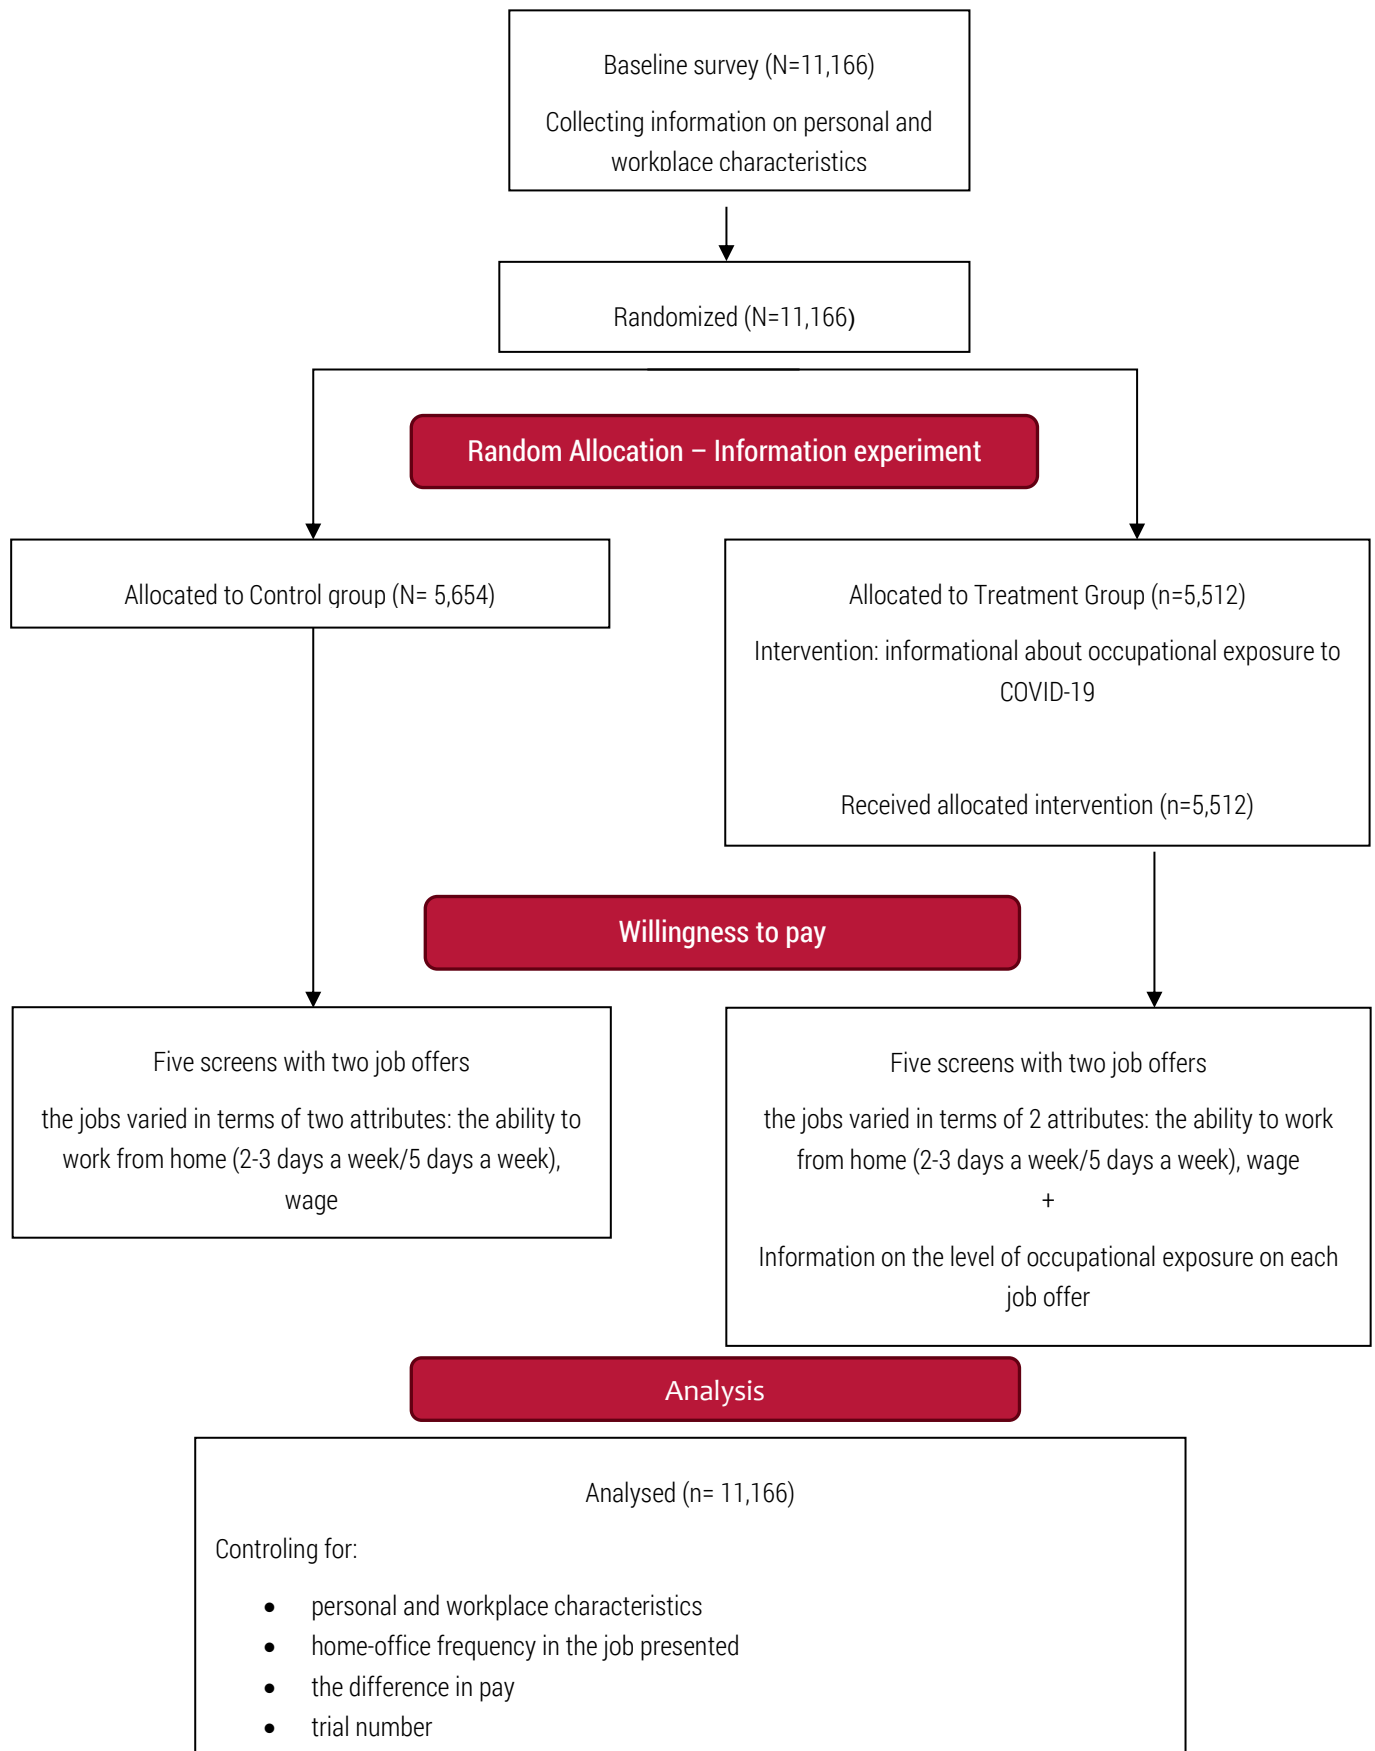 Baseline survey (N=11,166)
Collecting information on personal and
workplace characteristics
Randomized (N=11,166)
Random Allocation – Information experiment
Allocated to Control group (N= 5,654)
Allocated to Treatment Group (n=5,512)
Intervention: informational about occupational exposure to
COVID-19
Received allocated intervention (n=5,512)
Willingness to pay
Five screens with two job offers
the jobs varied in terms of two attributes: the ability to
work from home (2-3 days a week/5 days a week),
wage
Five screens with two job offers
the jobs varied in terms of 2 attributes: the ability to work
from home (2-3 days a week/5 days a week), wage
+
Information on the level of occupational exposure on each
job offer
Analysis
Analysed (n= 11,166)
Controling for:
• personal and workplace characteristics
• home-office frequency in the job presented
• the difference in pay
• trial number